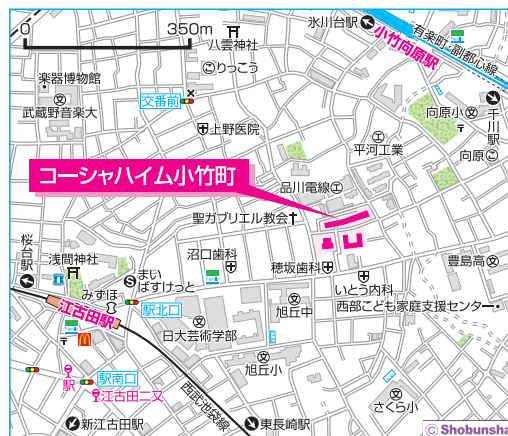 0
350m
八雲神社
氷川台駅
有楽町・副都心線
小竹向原駅
りっこう
楽器博物館
武蔵野音楽大
交番前
上野医院
向原小
千川駅
平河工業
向原
コーシャハイム小竹町
品川電線
聖ガブリエル教会
桜台駅
浅間神社
まい
ばすけっと
沼口歯科
穂坂歯科
いとう内科
豊島高
みずほ
駅北口
江古田駅
旭丘中
西部こども家庭支援センター
日大芸術学部
旭丘小
駅
駅南口
江古田二又
西武池袋線
さくら小
新江古田駅
東長崎駅
© Shobunsha